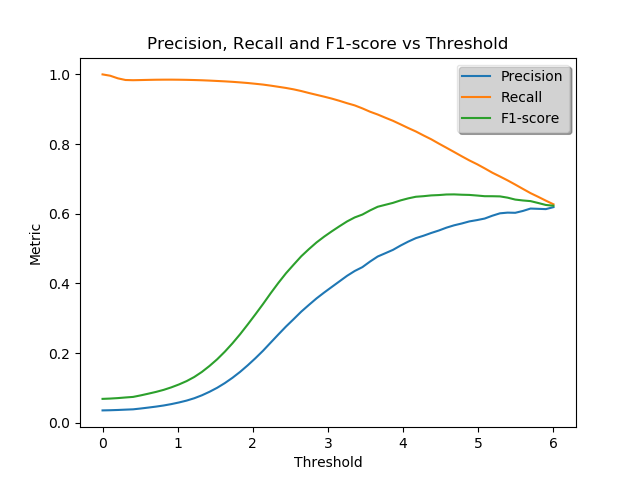 Precision, Recall and F1-score vs Threshold
Precision
Recall
F1-score
Metric
1.0
0.8
0.6
0.4
0.2
0.0
0 1 2 3 4 5 6
Threshold